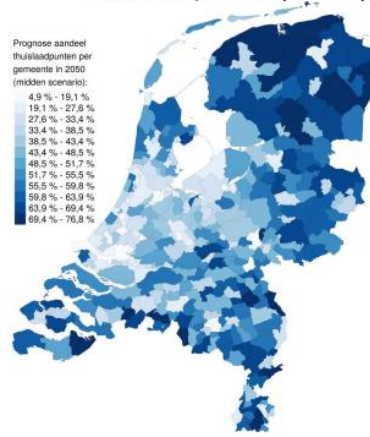 Prognose aandeel
thuislaadpunten per
gemeente in 2050
(midden scenario):
4,9 % - 19,1 %
19,1 % - 27,6 %
27,6 % - 33,4 %
33,4 % - 38,5 %
38,5 % - 43,4 %
43,4 % - 48,5 %
48,5 % - 51,7 %
51,7 % - 55,5 %
55,5 % - 59,8 %
59,8 % - 63,9 %
63,9 % - 69,4 %
69,4 % - 76,8 %